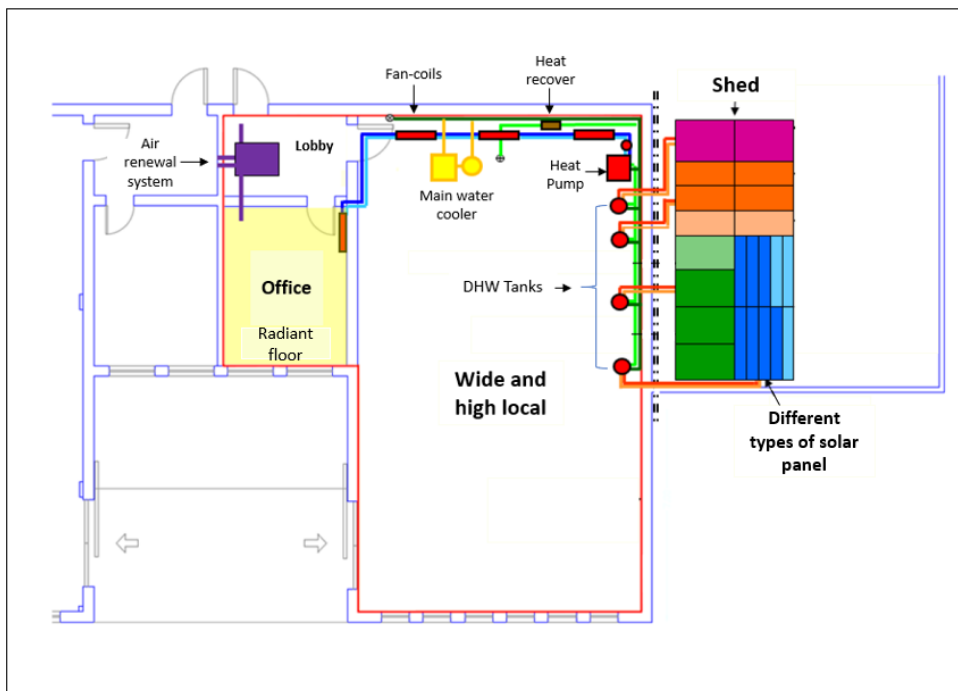 Fan-coils
Heat
recover
Shed
Air
renewal
system
Lobby
Main water
cooler
Heat
Pump
DHW Tanks
Office
Radiant
floor
Wide and
high local
Different
types of solar
panel